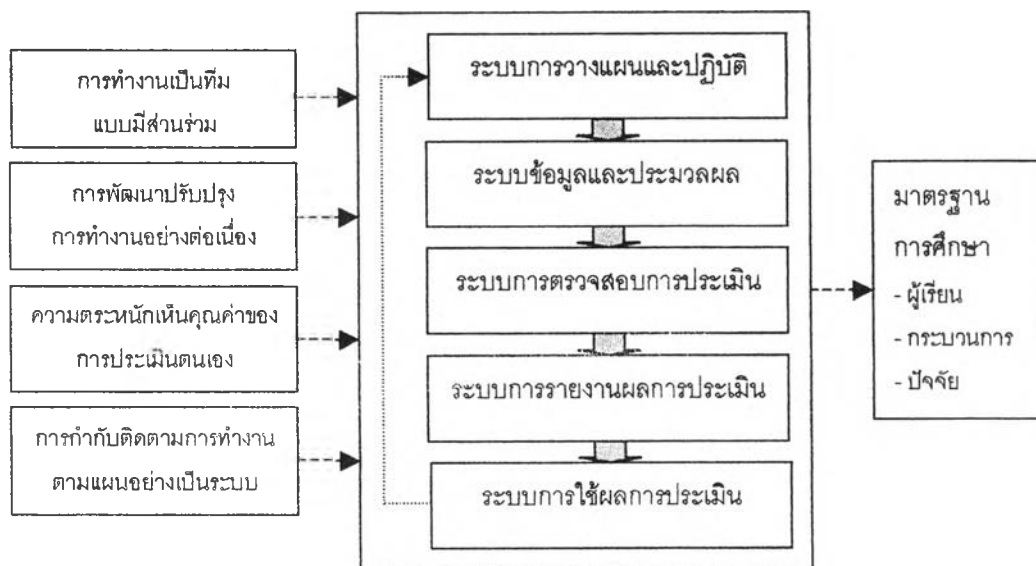 การทำงานเป็นทีม
แบบมีส่วนร่วม
การพัฒนาปรับปรุง
การทำงานอย่างต่อเนื่อง
ความตระหนักเห็นคุณค่าของ
การประเมินตนเอง
การกำกับติดตามการทำงาน
ตามแผนอย่างเป็นระบบ
ระบบการวางแผนและปฏิบัติ
ระบบข้อมูลและประมวลผล
ระบบการตรวจสอบการประเมิน
ระบบการรายงานผลการประเมิน
ระบบการใช้ผลการประเมิน
มาตรฐาน
การศึกษา
- ผู้เรียน
- กระบวนการ
- ปัจจัย